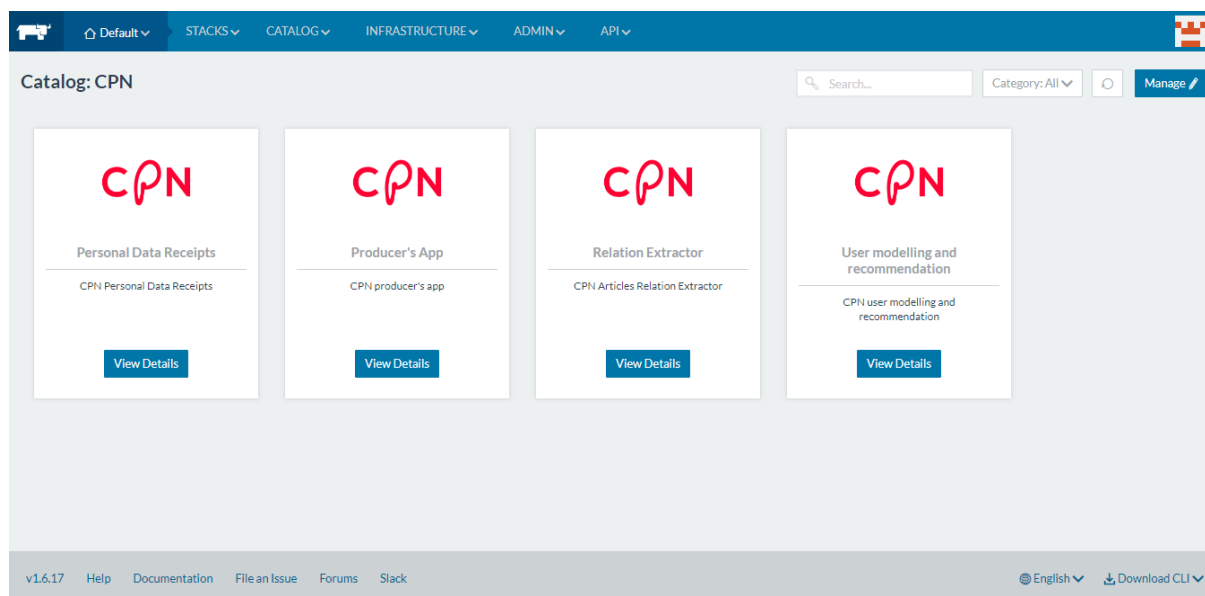 Default STACKS CATALOG INFRASTRUCTURE ADMIN API
Catalog: CPN
Search... Category: All Manage
CPN CPN CPN CPN
Personal Data Receipts
CPN Personal Data Receipts
View Details
Producer's App
CPN producer's app
View Details
Relation Extractor
CPN Articles Relation Extractor
View Details
User modelling and
recommendation
CPN user modelling and
recommendation
View Details
v1.6.17 Help Documentation File an Issue Forums Slack English Download CLI